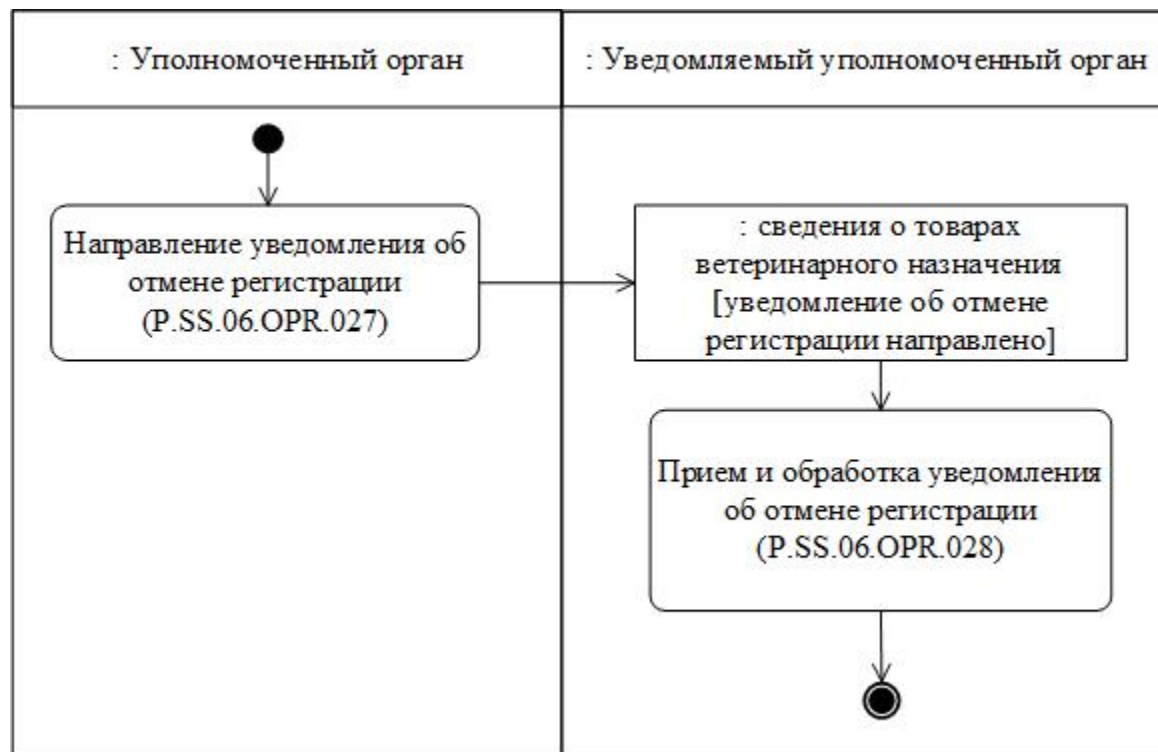 : Уполномоченный орган
: Уведомляемый уполномоченный орган
Направление уведомления об
отмене регистрации
(P.SS.06.OPR.027)
: сведения о товарах
ветеринарного назначения
[уведомление об отмене
регистрации направлено]
Прием и обработка уведомления
об отмене регистрации
(P.SS.06.OPR.028)